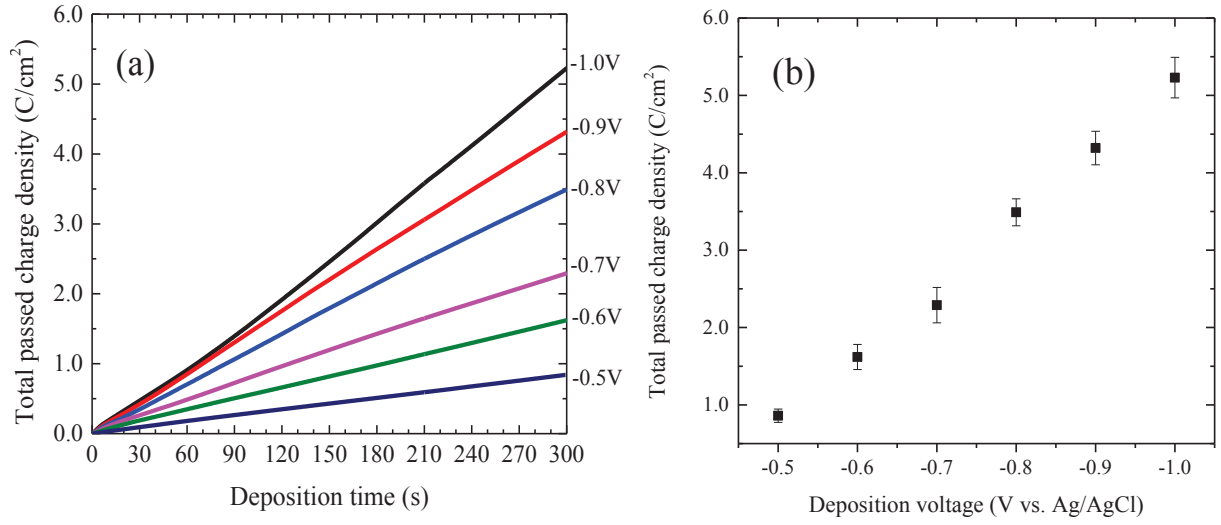 (a)
Total passed charge density (C/cm²)
6.0
5.0
4.0
3.0
2.0
1.0
0.0
-1.0V
-0.9V
-0.8V
-0.7V
-0.6V
-0.5V
0 30 60 90 120 150 180 210 240 270 300
Deposition time (s)
(b)
Total passed charge density (C/cm²)
6.0
5.0
4.0
3.0
2.0
1.0
-0.5 -0.6 -0.7 -0.8 -0.9 -1.0
Deposition voltage (V vs. Ag/AgCl)